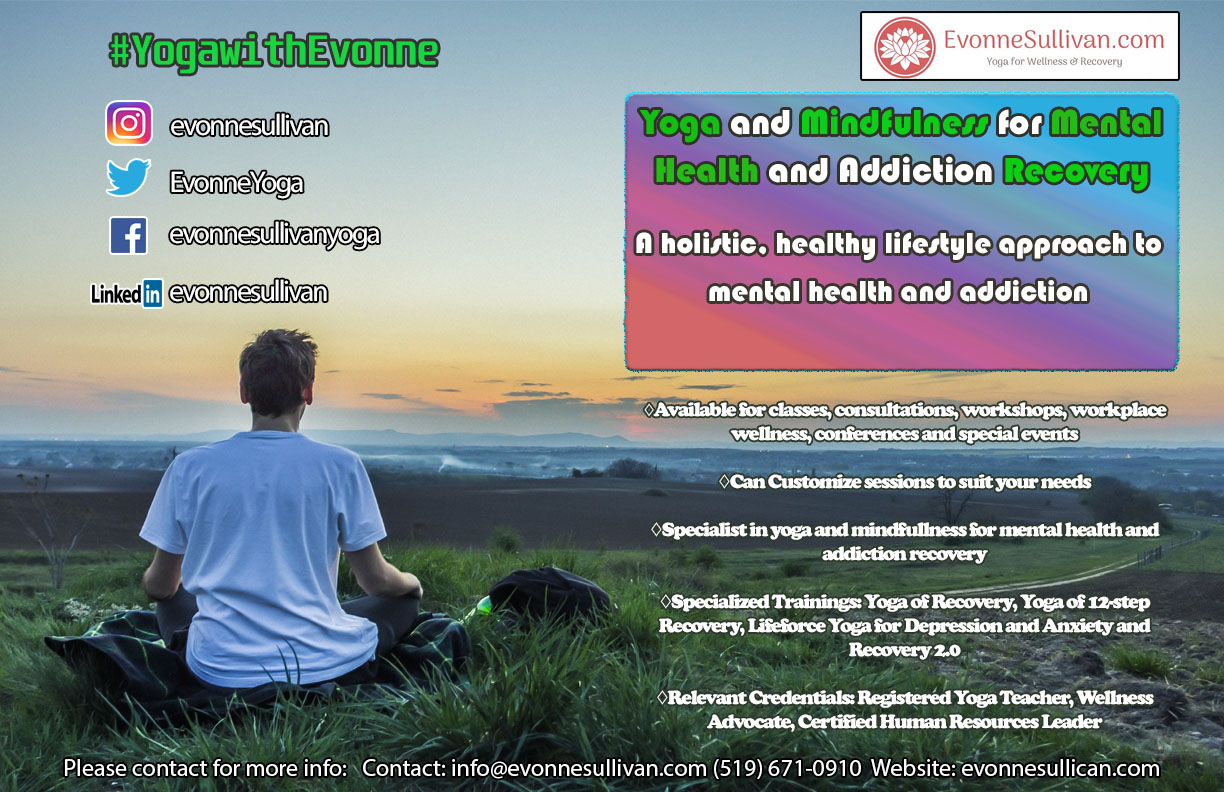 #YogawithEvonne
evonnesullivan
EvonneYoga
evonnesullivanyoga
Linked in evonnesullivan
EvonneSullivan.com
Yoga for Wellness & Recovery
Yoga and Mindfulness for Mental
Health and Addiction Recovery
A holistic, healthy lifestyle approach to
mental health and addiction
◊Available for classes, consultations, workshops, workplace
wellness, conferences and special events
◊Can Customize sessions to suit your needs
◊Specialist in yoga and mindfullness for mental health and
addiction recovery
◊Specialized Trainings: Yoga of Recovery, Yoga of 12-step
Recovery, Lifeforce Yoga for Depression and Anxiety and
Recovery 2.0
◊Relevant Credentials: Registered Yoga Teacher, Wellness
Advocate, Certified Human Resources Leader
Please contact for more info: Contact: info@evonnesullivan.com (519) 671-0910 Website: evonnesullican.com